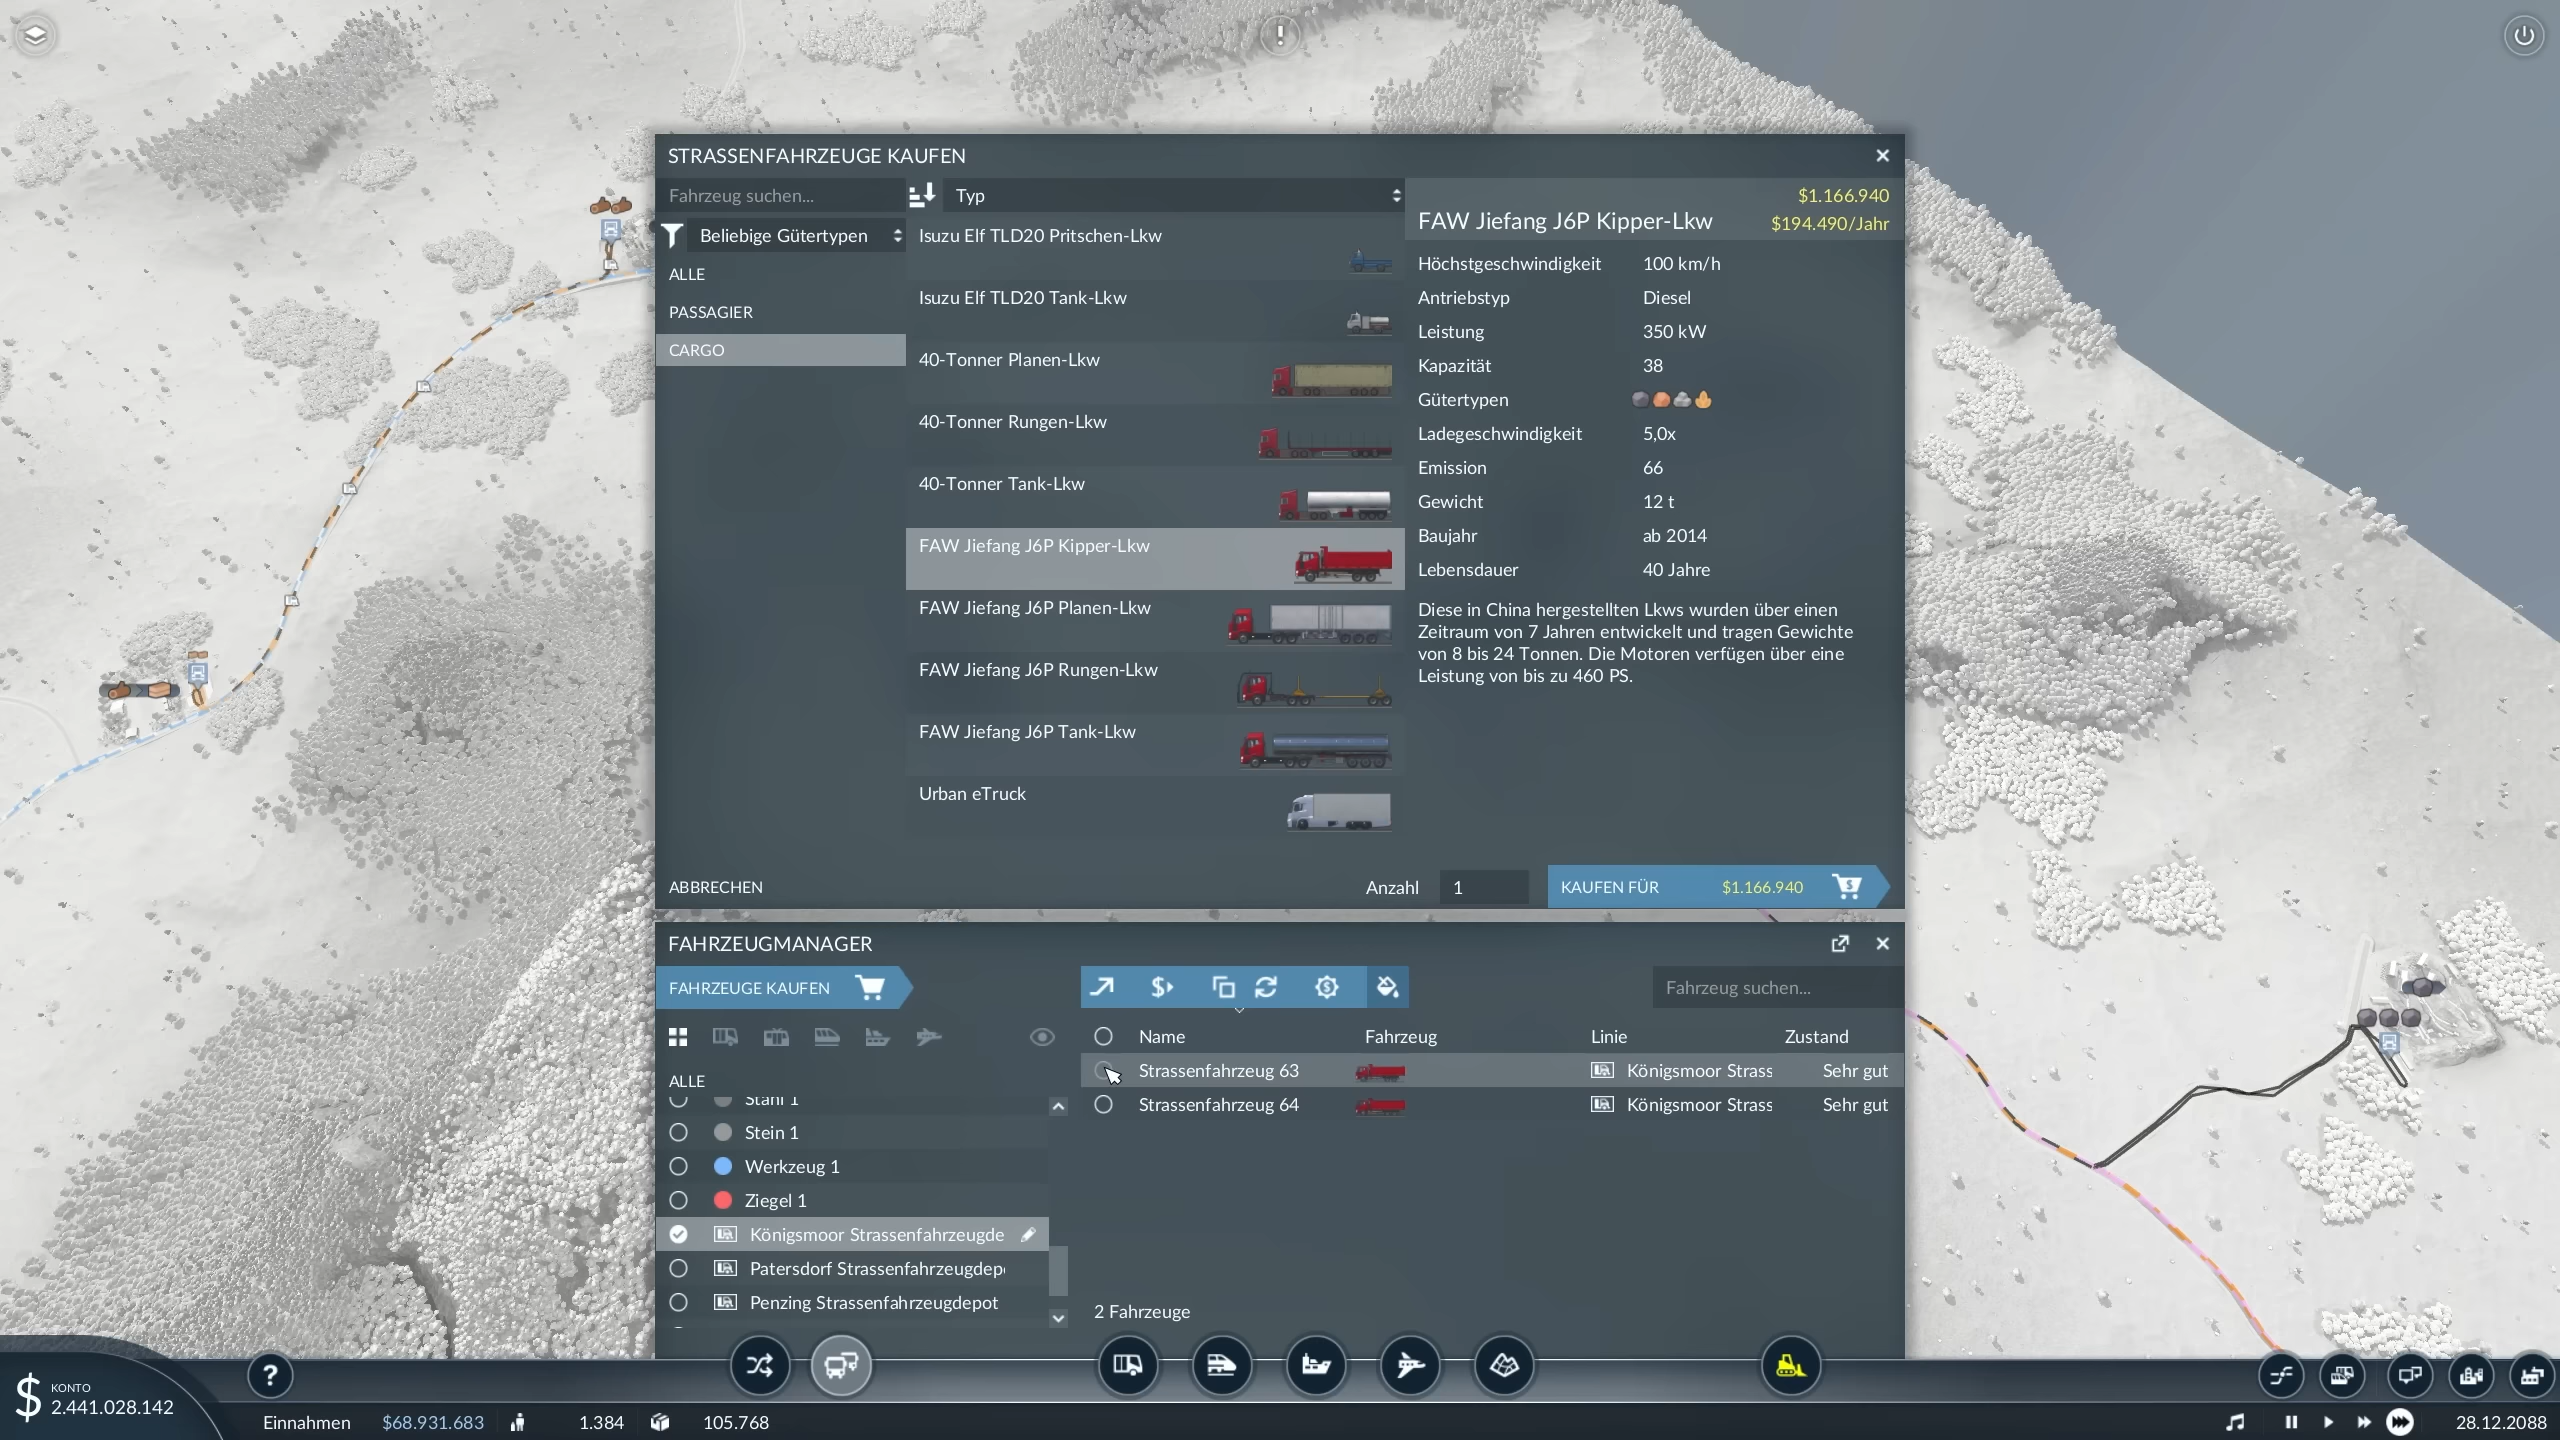 STRASSENFAHRZEUGE KAUFEN
Fahrzeug suchen...
Typ
Beliebige Gütertypen
ALLE
PASSAGIER
CARGO
Isuzu Elf TLD20 Pritschen-Lkw
Isuzu Elf TLD20 Tank-Lkw
40-Tonner Planen-Lkw
40-Tonner Rungen-Lkw
40-Tonner Tank-Lkw
FAW Jiefang J6P Kipper-Lkw
FAW Jiefang J6P Planen-Lkw
FAW Jiefang J6P Rungen-Lkw
FAW Jiefang J6P Tank-Lkw
Urban eTruck
$1.166.940
FAW Jiefang J6P Kipper-Lkw $194.490/Jahr
Höchstgeschwindigkeit 100 km/h
Antriebstyp Diesel
Leistung 350 kW
Kapazität 38
Gütertypen
Ladegeschwindigkeit 5,0x
Emission 66
Gewicht 12 t
Baujahr ab 2014
Lebensdauer 40 Jahre
Diese in China hergestellten Lkws wurden über einen
Zeitraum von 7 Jahren entwickelt und tragen Gewichte
von 8 bis 24 Tonnen. Die Motoren verfügen über eine
Leistung von bis zu 460 PS.
ABBRECHEN
Anzahl 1
KAUFEN FÜR $1.166.940
FAHRZEUGMANAGER
FAHRZEUGE KAUFEN
Fahrzeug suchen...
ALLE
Stahl 1
Stein 1
Werkzeug 1
Ziegel 1
Königsmoor Strassenfahrzeugde
Patersdorf Strassenfahrzeugdep
Penzing Strassenfahrzeugdepot
Name Fahrzeug Linie Zustand
Strassenfahrzeug 63 Königsmoor Strass Sehr gut
Strassenfahrzeug 64 Königsmoor Strass Sehr gut
2 Fahrzeuge
$ KONTO
2.441.028.142
?
Einnahmen $68.931.683 1.384 105.768
28.12.2088